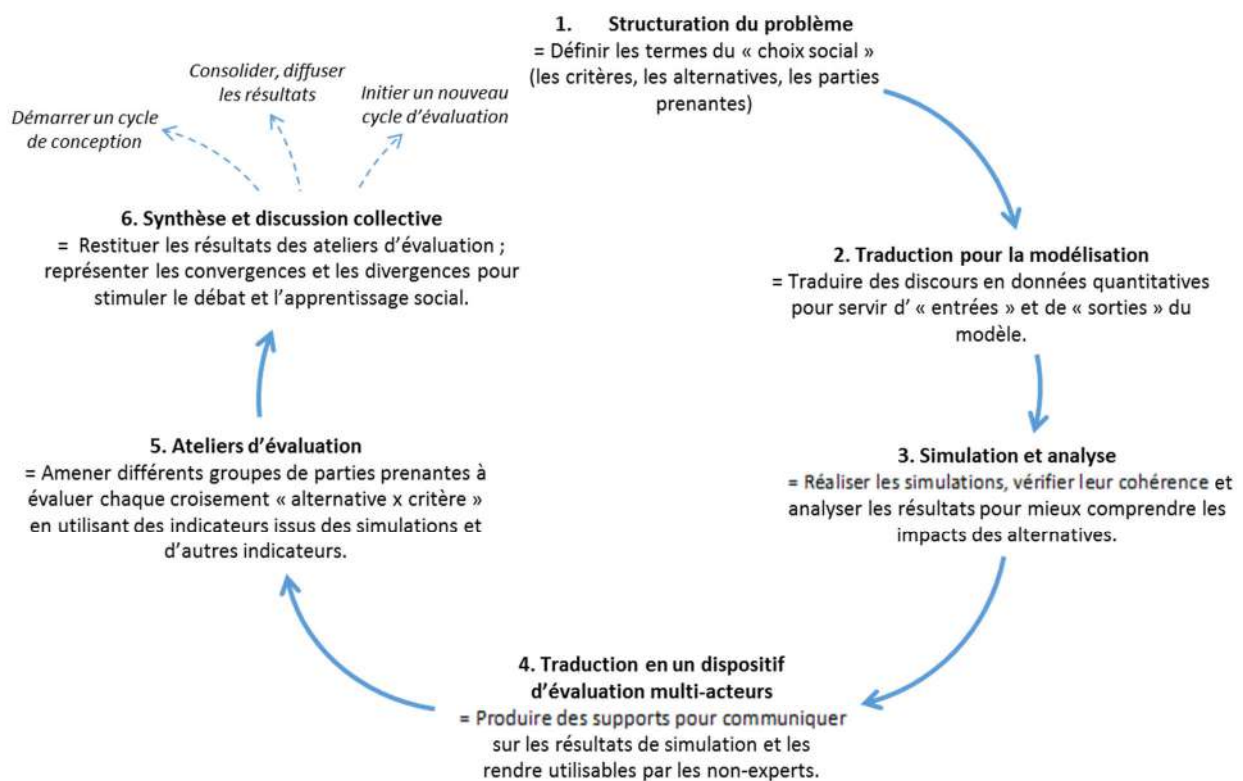 1. Structuration du problème
= Définir les termes du « choix social »
(les critères, les alternatives, les parties
prenantes)
2. Traduction pour la modélisation
= Traduire des discours en données quantitatives
pour servir d' « entrées » et de « sorties » du
modèle.
3. Simulation et analyse
= Réaliser les simulations, vérifier leur cohérence et
analyser les résultats pour mieux comprendre les
impacts des alternatives.
4. Traduction en un dispositif
d'évaluation multi-acteurs
= Produire des supports pour communiquer
sur les résultats de simulation et les
rendre utilisables par les non-experts.
5. Ateliers d'évaluation
= Amener différents groupes de parties prenantes à
évaluer chaque croisement « alternative x critère »
en utilisant des indicateurs issus des simulations et
d'autres indicateurs.
6. Synthèse et discussion collective
= Restituer les résultats des ateliers d'évaluation ;
représenter les convergences et les divergences pour
stimuler le débat et l'apprentissage social.
Démarrer un cycle
de conception
Consolider, diffuser
les résultats
Initier un nouveau
cycle d'évaluation